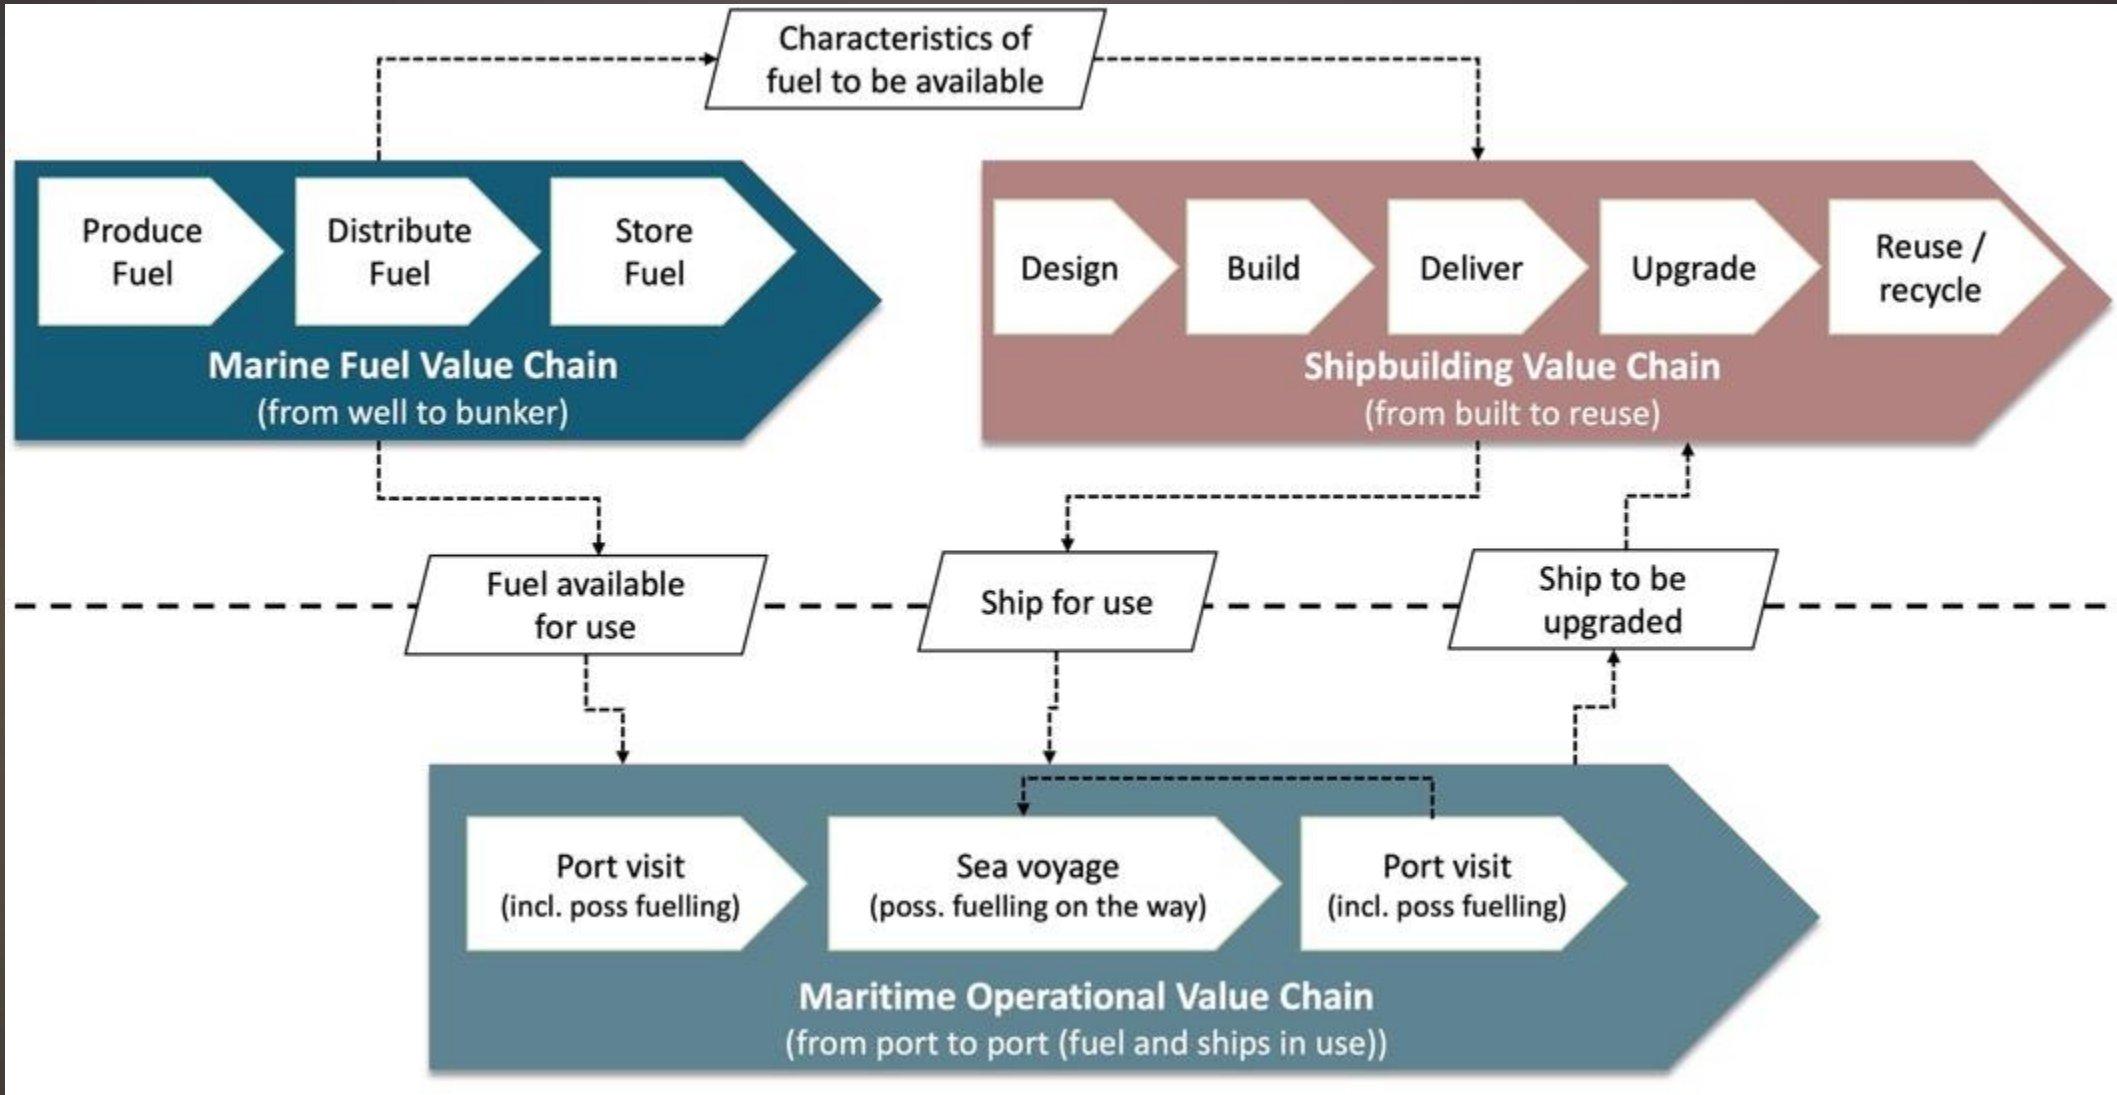 Characteristics of
fuel to be available
Produce
Fuel
Distribute
Fuel
Store
Fuel
Marine Fuel Value Chain
(from well to bunker)
Design
Build
Deliver
Upgrade
Reuse /
recycle
Shipbuilding Value Chain
(from built to reuse)
Fuel available
for use
Ship for use
Ship to be
upgraded
Port visit
(incl. poss fuelling)
Sea voyage
(poss. fuelling on the way)
Port visit
(incl. poss fuelling)
Maritime Operational Value Chain
(from port to port (fuel and ships in use))